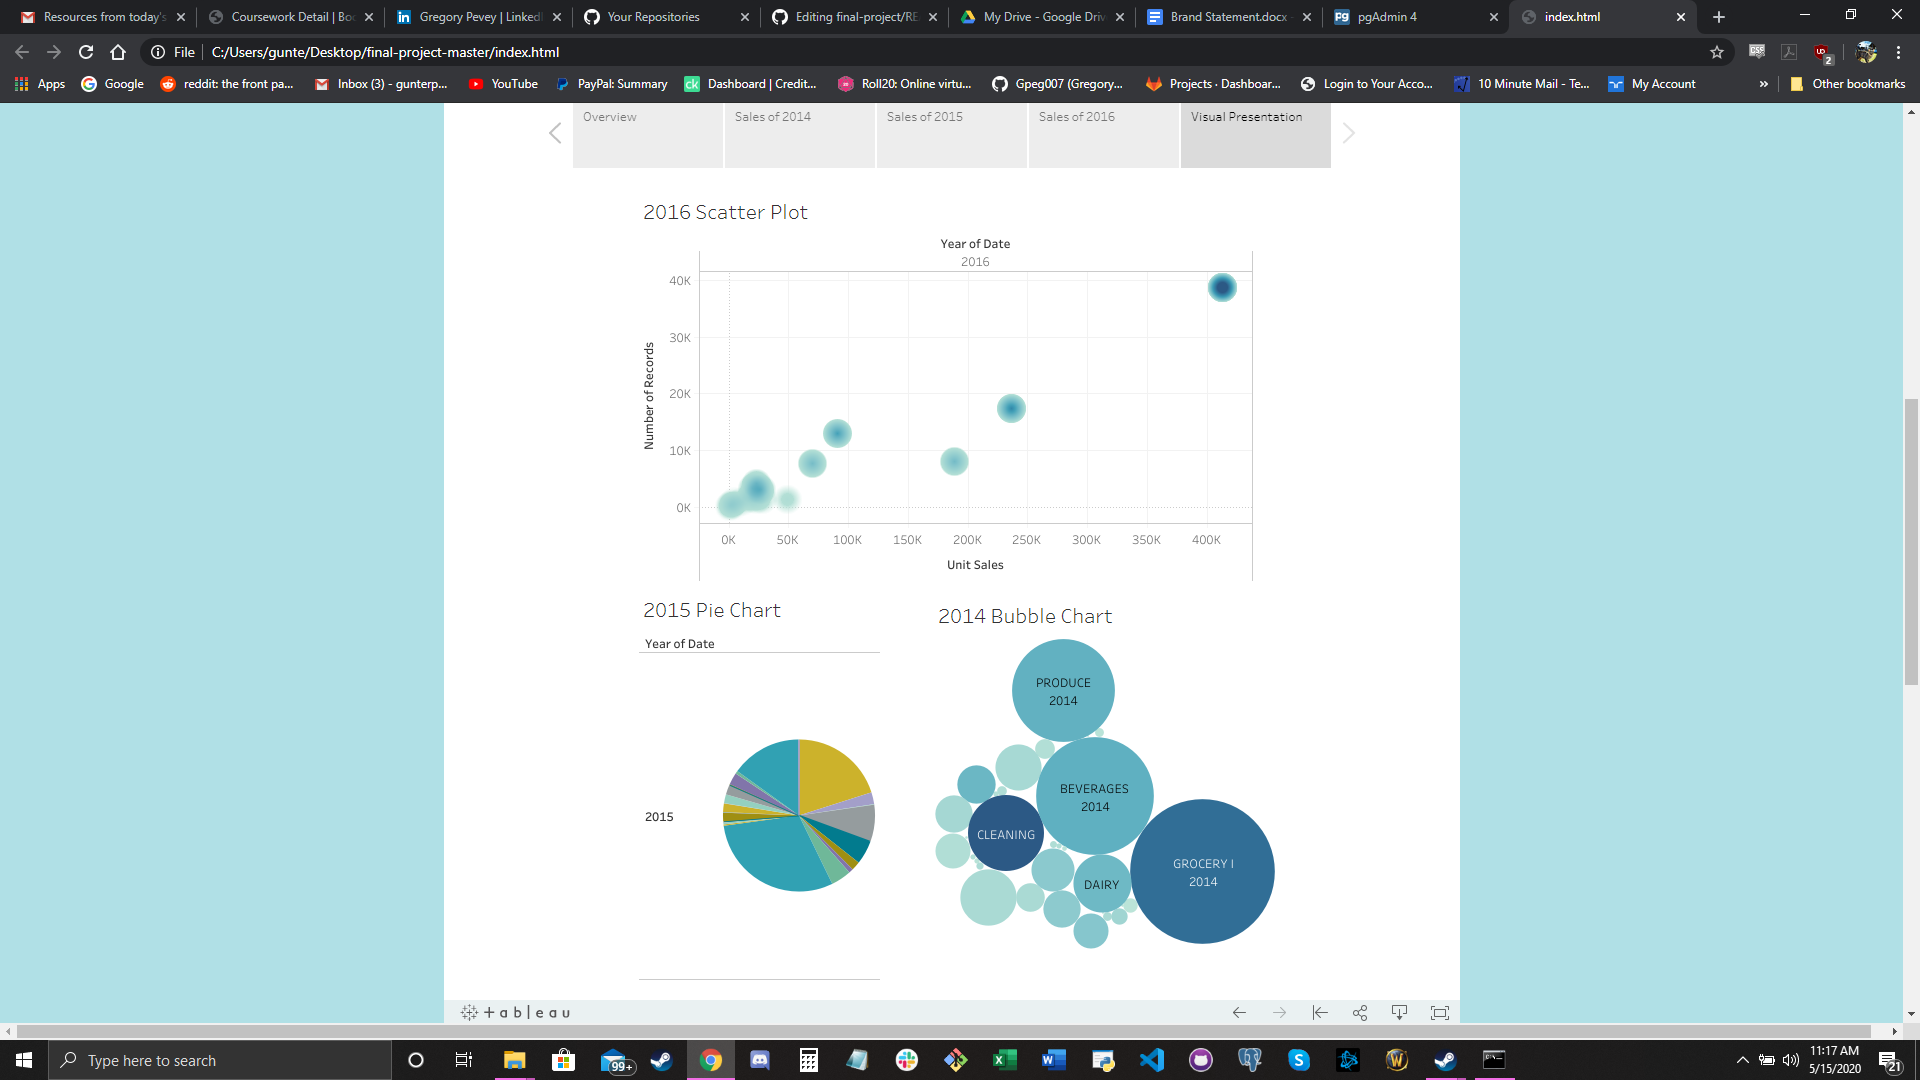 Resources from today's
Coursework Detail | Boo
Gregory Pevey | LinkedI
Your Repositories
Editing final-project/RE
My Drive - Google Driv
Brand Statement.docx -
pgAdmin 4
index.html
File C:/Users/gunte/Desktop/final-project-master/index.html
Apps
Google
reddit: the front pa...
Inbox (3) - gunterp...
YouTube
PayPal: Summary
Dashboard | Credit...
Roll20: Online virtu...
Gpeg007 (Gregory...
Projects · Dashboar...
Login to Your Acco...
10 Minute Mail - Te...
My Account
»
Other bookmarks
Overview
Sales of 2014
Sales of 2015
Sales of 2016
Visual Presentation
2016 Scatter Plot
Year of Date
2016
40K
30K
20K
10K
0K
Number of Records
0K 50K 100K 150K 200K 250K 300K 350K 400K
Unit Sales
2015 Pie Chart
2014 Bubble Chart
Year of Date
2015
PRODUCE
2014
BEVERAGES
2014
CLEANING
DAIRY
GROCERY I
2014
+ableau
Type here to search
99+
11:17 AM
5/15/2020
21